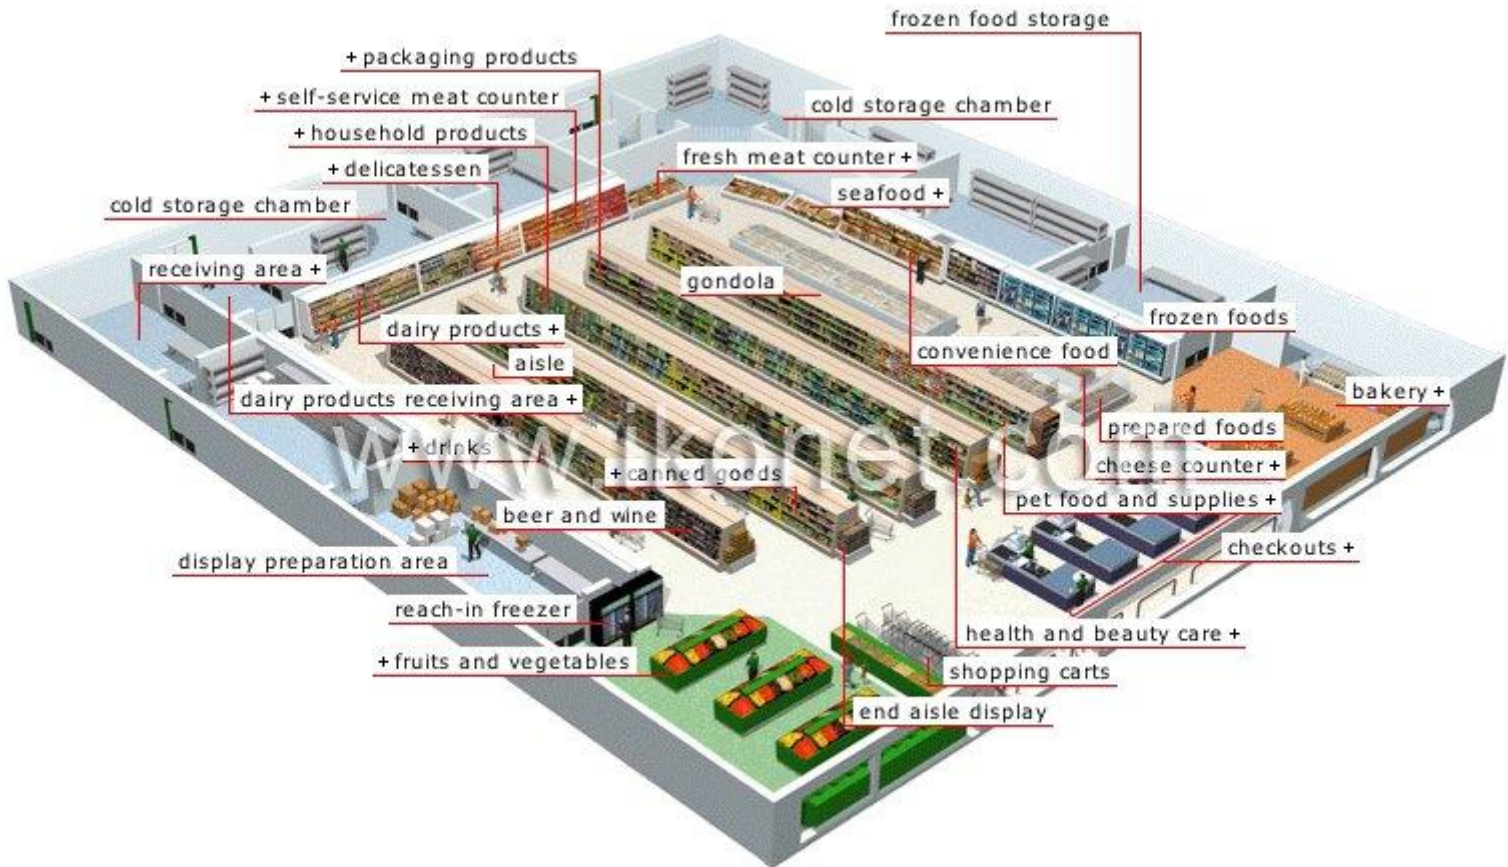 frozen food storage
+ packaging products
+ self-service meat counter
cold storage chamber
+ household products
fresh meat counter +
+ delicatessen
seafood +
cold storage chamber
receiving area +
gondola
frozen foods
dairy products +
convenience food
aisle
bakery +
dairy products receiving area +
prepared foods
www.ikonet.com
+ drinks
cheese counter +
+ canned goods
pet food and supplies +
beer and wine
checkouts +
display preparation area
reach-in freezer
health and beauty care +
+ fruits and vegetables
shopping carts
end aisle display